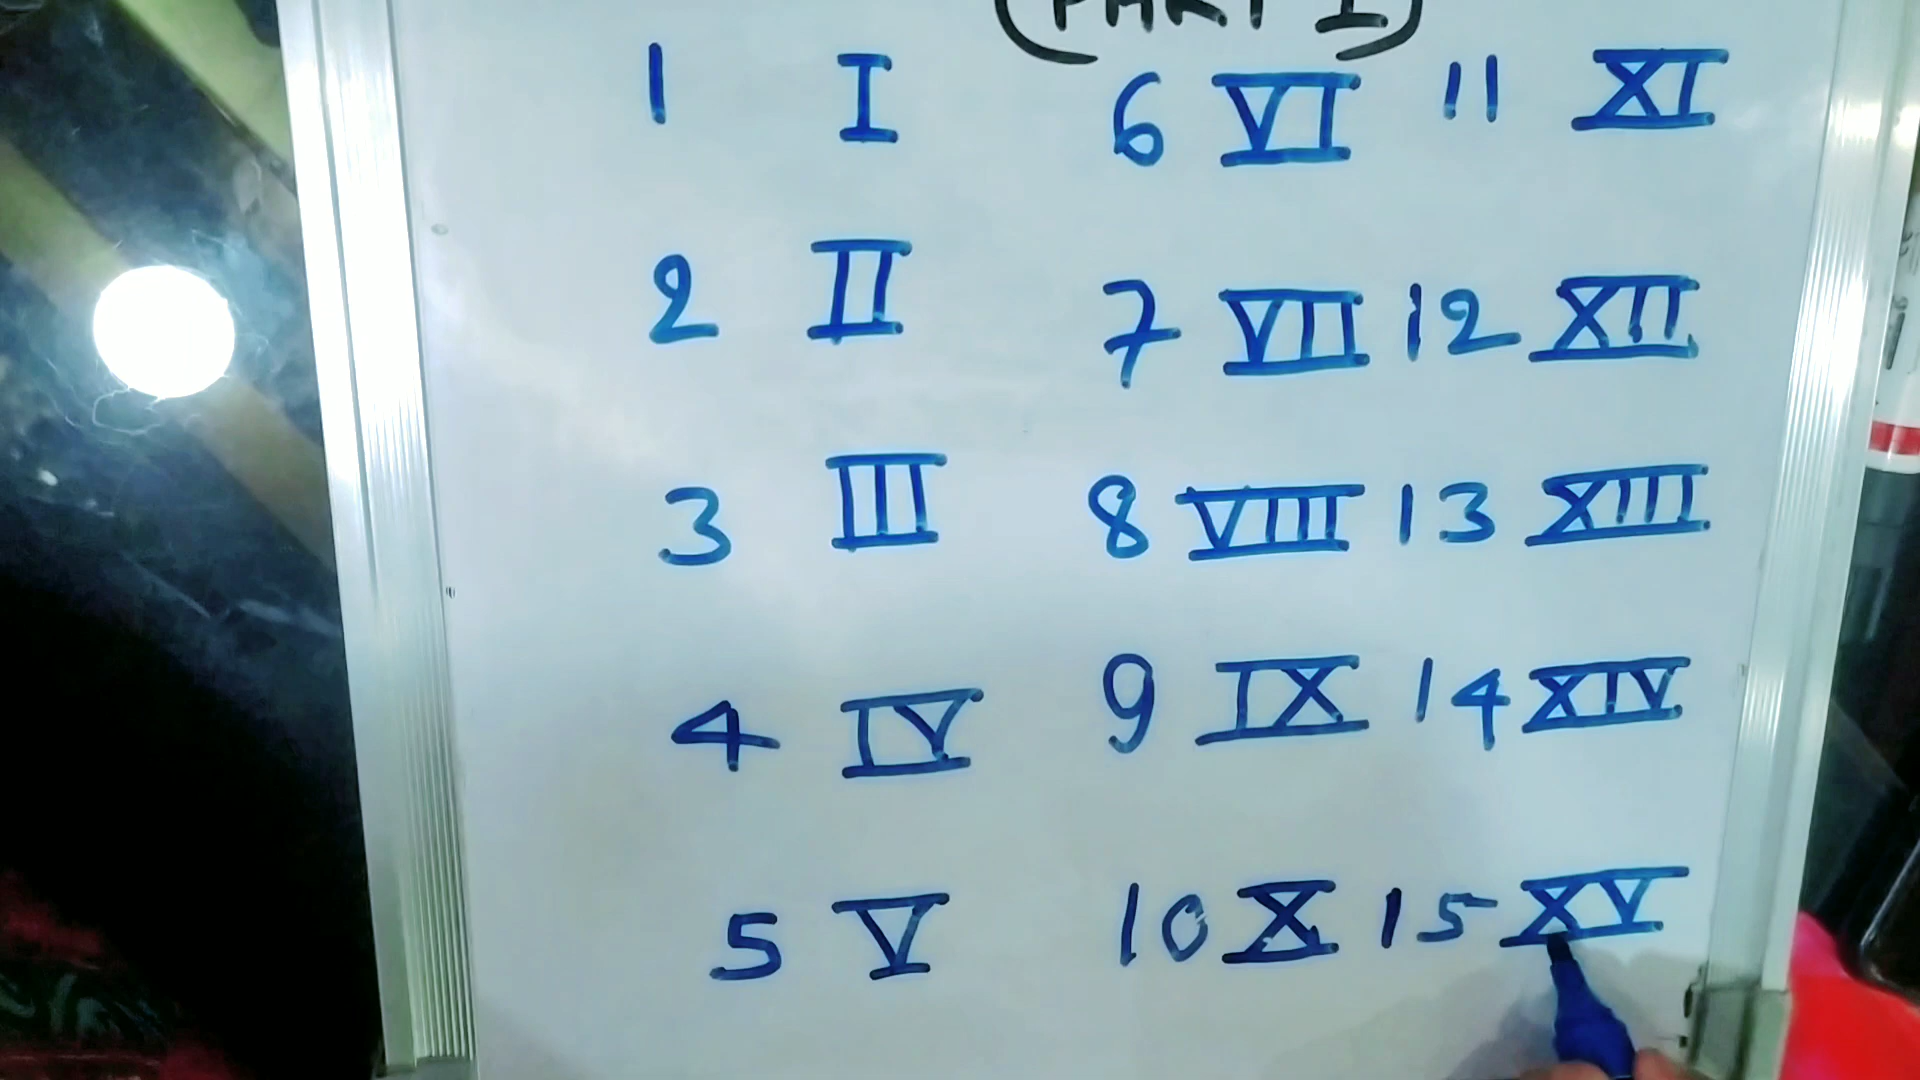 (PART I)
1 I 6 VI 11 XI
2 II 7 VII 12 XII
3 III 8 VIII 13 XIII
4 IV 9 IX 14 XIV
5 V 10 X 15 XV